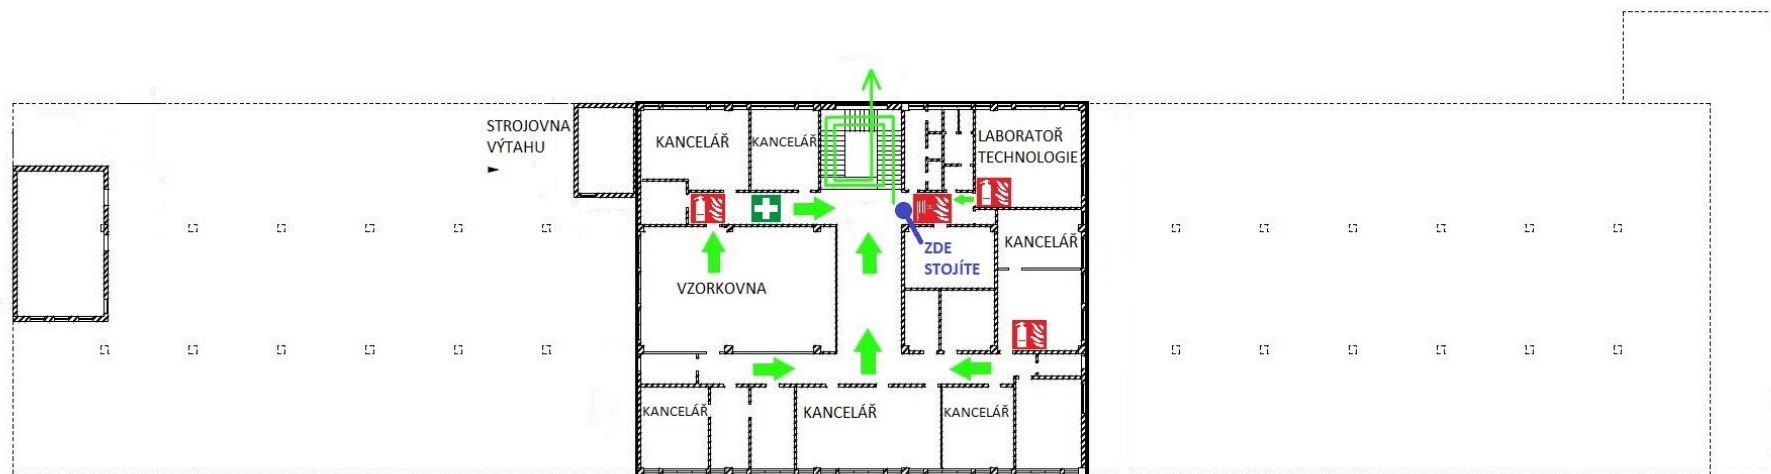 STROJOVNA
VÝTAHU
KANCELÁŘ
KANCELÁŘ
LABORATOŘ
TECHNOLOGIE
KANCELÁŘ
ZDE
STOJÍTE
VZORKOVNA
KANCELÁŘ
KANCELÁŘ
KANCELÁŘ